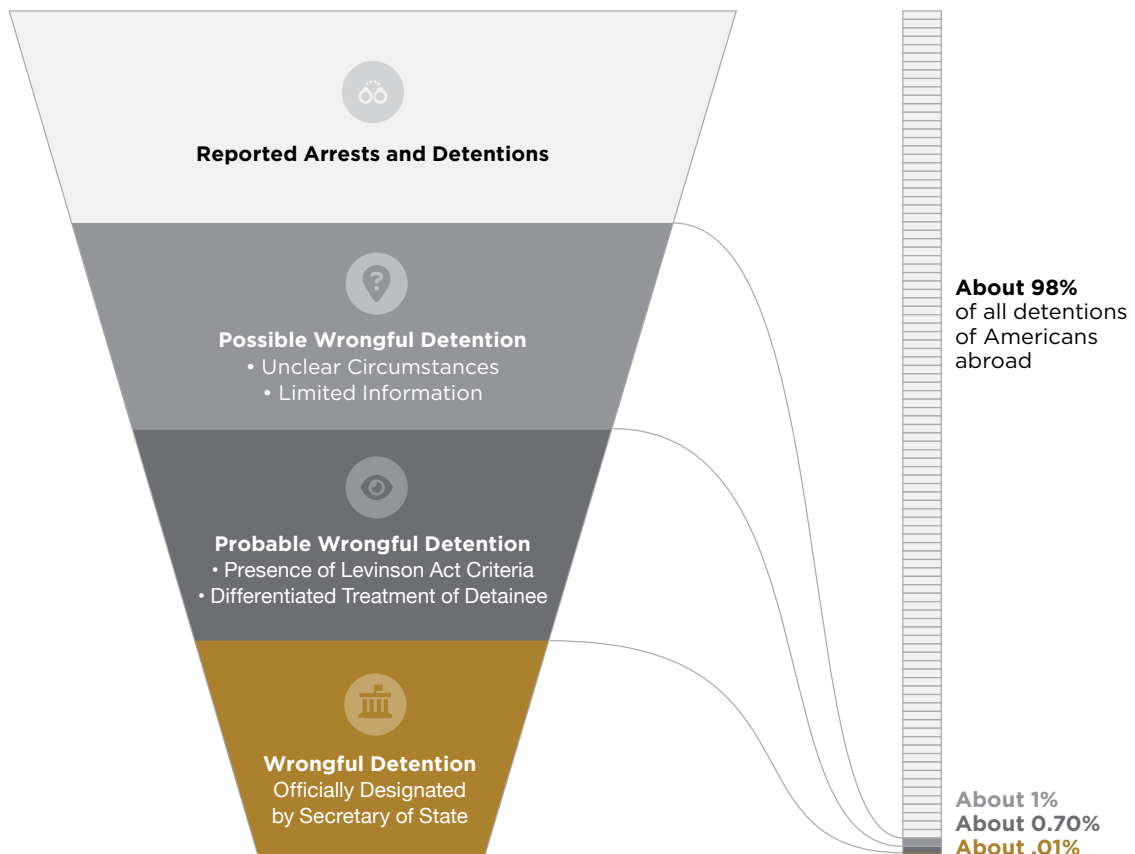 Reported Arrests and Detentions
?
Possible Wrongful Detention
• Unclear Circumstances
• Limited Information
Probable Wrongful Detention
• Presence of Levinson Act Criteria
• Differentiated Treatment of Detainee
Wrongful Detention
Officially Designated
by Secretary of State
About 98%
of all detentions
of Americans
abroad
About 1%
About 0.70%
About .01%